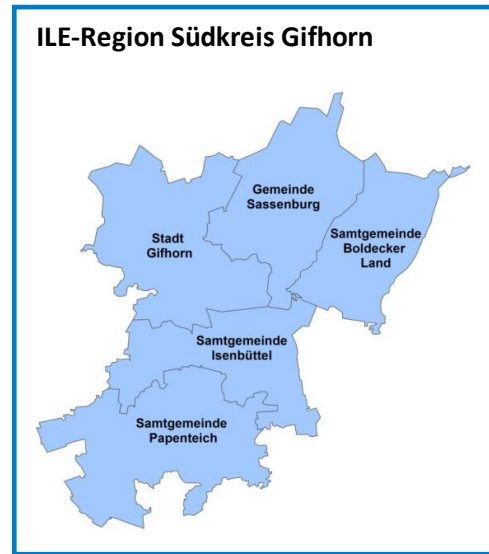 ILE-Region Südkreis Gifhorn
Gemeinde
Sassenburg
Stadt
Gifhorn
Samtgemeinde
Boldecker
Land
Samtgemeinde
Isenbüttel
Samtgemeinde
Papenteich